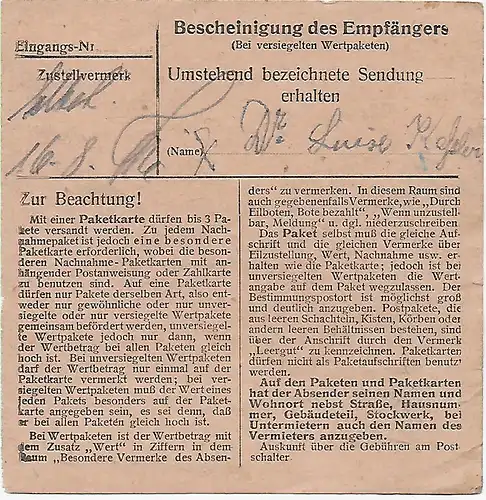 Eingangs-Nr
Zustellvermerk
selbst
16. 8.
Bescheinigung des Empfängers
(Bei versiegelten Wertpaketen)
Umstehend bezeichnete Sendung
erhalten
(Name) Dr. Luise
Zur Beachtung!
Mit einer Paketkarte dürfen bis 3 Pa-
kete versandt werden. Zu jedem Nach-
nahmepaket ist jedoch eine besondere
Paketkarte erforderlich, wobei die beson-
deren Nachnahme-Paketkarten mit an-
hängender Postanweisung oder Zahlkarte
zu benutzen sind. Auf eine Paketkarte
dürfen nur Pakete derselben Art, also ent-
weder nur gewöhnliche oder nur unver-
siegelte oder nur versiegelte Wertpakete
gemeinsam befördert werden, unversiegel-
te Wertpakete jedoch nur dann, wenn
der Wertbetrag bei allen Paketen gleich
hoch ist. Bei unversiegelten Wertpaketen
darf der Wertbetrag nur einmal auf der
Paketkarte vermerkt werden; bei ver-
siegelten Wertpaketen muß der Wert eines
jeden Pakets besonders auf der Paket-
karte angegeben sein, es sei denn, daß
er bei allen Paketen gleich hoch ist.
Bei Wertpaketen ist der Wertbetrag mit
dem Zusatz „Wert" in Ziffern in dem
Raum „Besondere Vermerke des Absen-
ders" zu vermerken. In diesem Raum sind
auch gegebenenfalls Vermerke, wie „Durch
Eilboten, Bote bezahlt", „Wenn unzustell-
bar, Meldung" u. dgl. niederzuschreiben.
Das Paket selbst muß die gleiche Auf-
schrift und die gleichen Vermerke über
Eilzustellung, Wert, Nachnahme usw. er-
halten wie die Paketkarte; jedoch ist bei
unversiegelten Wertpaketen die Wert-
angabe auf dem Paket wegzulassen. Der
Bestimmungspostort ist möglichst groß
und deutlich anzugeben. Postpakete, die
aus leeren Schachteln, Kisten, Körben oder
andern leeren Behältnissen bestehen, sind
über der Anschrift durch den Vermerk
„Leergut" zu kennzeichnen. Paketkarten
dürfen nicht als Paketaufschriften benutzt
werden.
Auf den Paketen und Paketkarten
hat der Absender seinen Namen und
Wohnort nebst Straße, Hausnum-
mer, Gebäudeteil, Stockwerk, bei
Untermietern auch den Namen des
Vermieters anzugeben.
Auskunft über die Gebühren am Post
schalter.